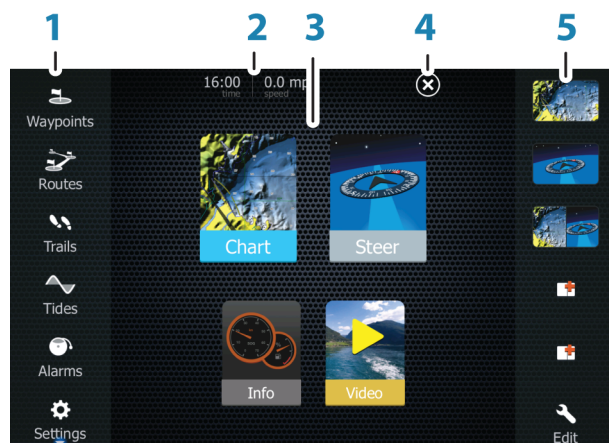 1 2 3 4 5
16:00 0.0 mp
time speed
Waypoints
Routes
Trails
Tides
Alarms
Settings
Chart Steer
Info Video
Edit